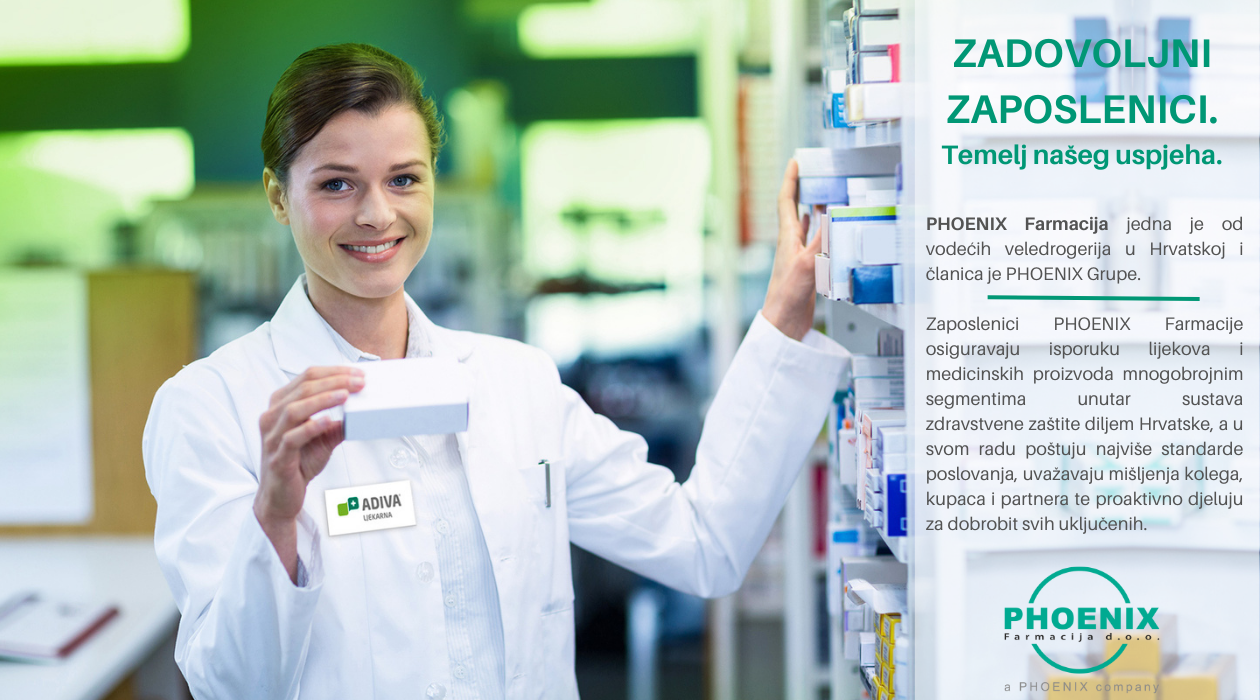 ZADOVOLJNI
ZAPOSLENICI.
Temelj našeg uspjeha.
PHOENIX Farmacija jedna je od
vodećih veledrogerija u Hrvatskoj i
članica je PHOENIX Grupe.
Zaposlenici PHOENIX Farmacije
osiguravaju isporuku lijekova i
medicinskih proizvoda mnogobrojnim
segmentima unutar sustava
zdravstvene zaštite diljem Hrvatske, a u
svom radu poštuju najviše standarde
poslovanja, uvažavaju mišljenja kolega,
kupaca i partnera te proaktivno djeluju
za dobrobit svih uključenih.
ADIVA
LJEKARNA
PHOENIX
Farmacija d.o.o.
a PHOENIX company